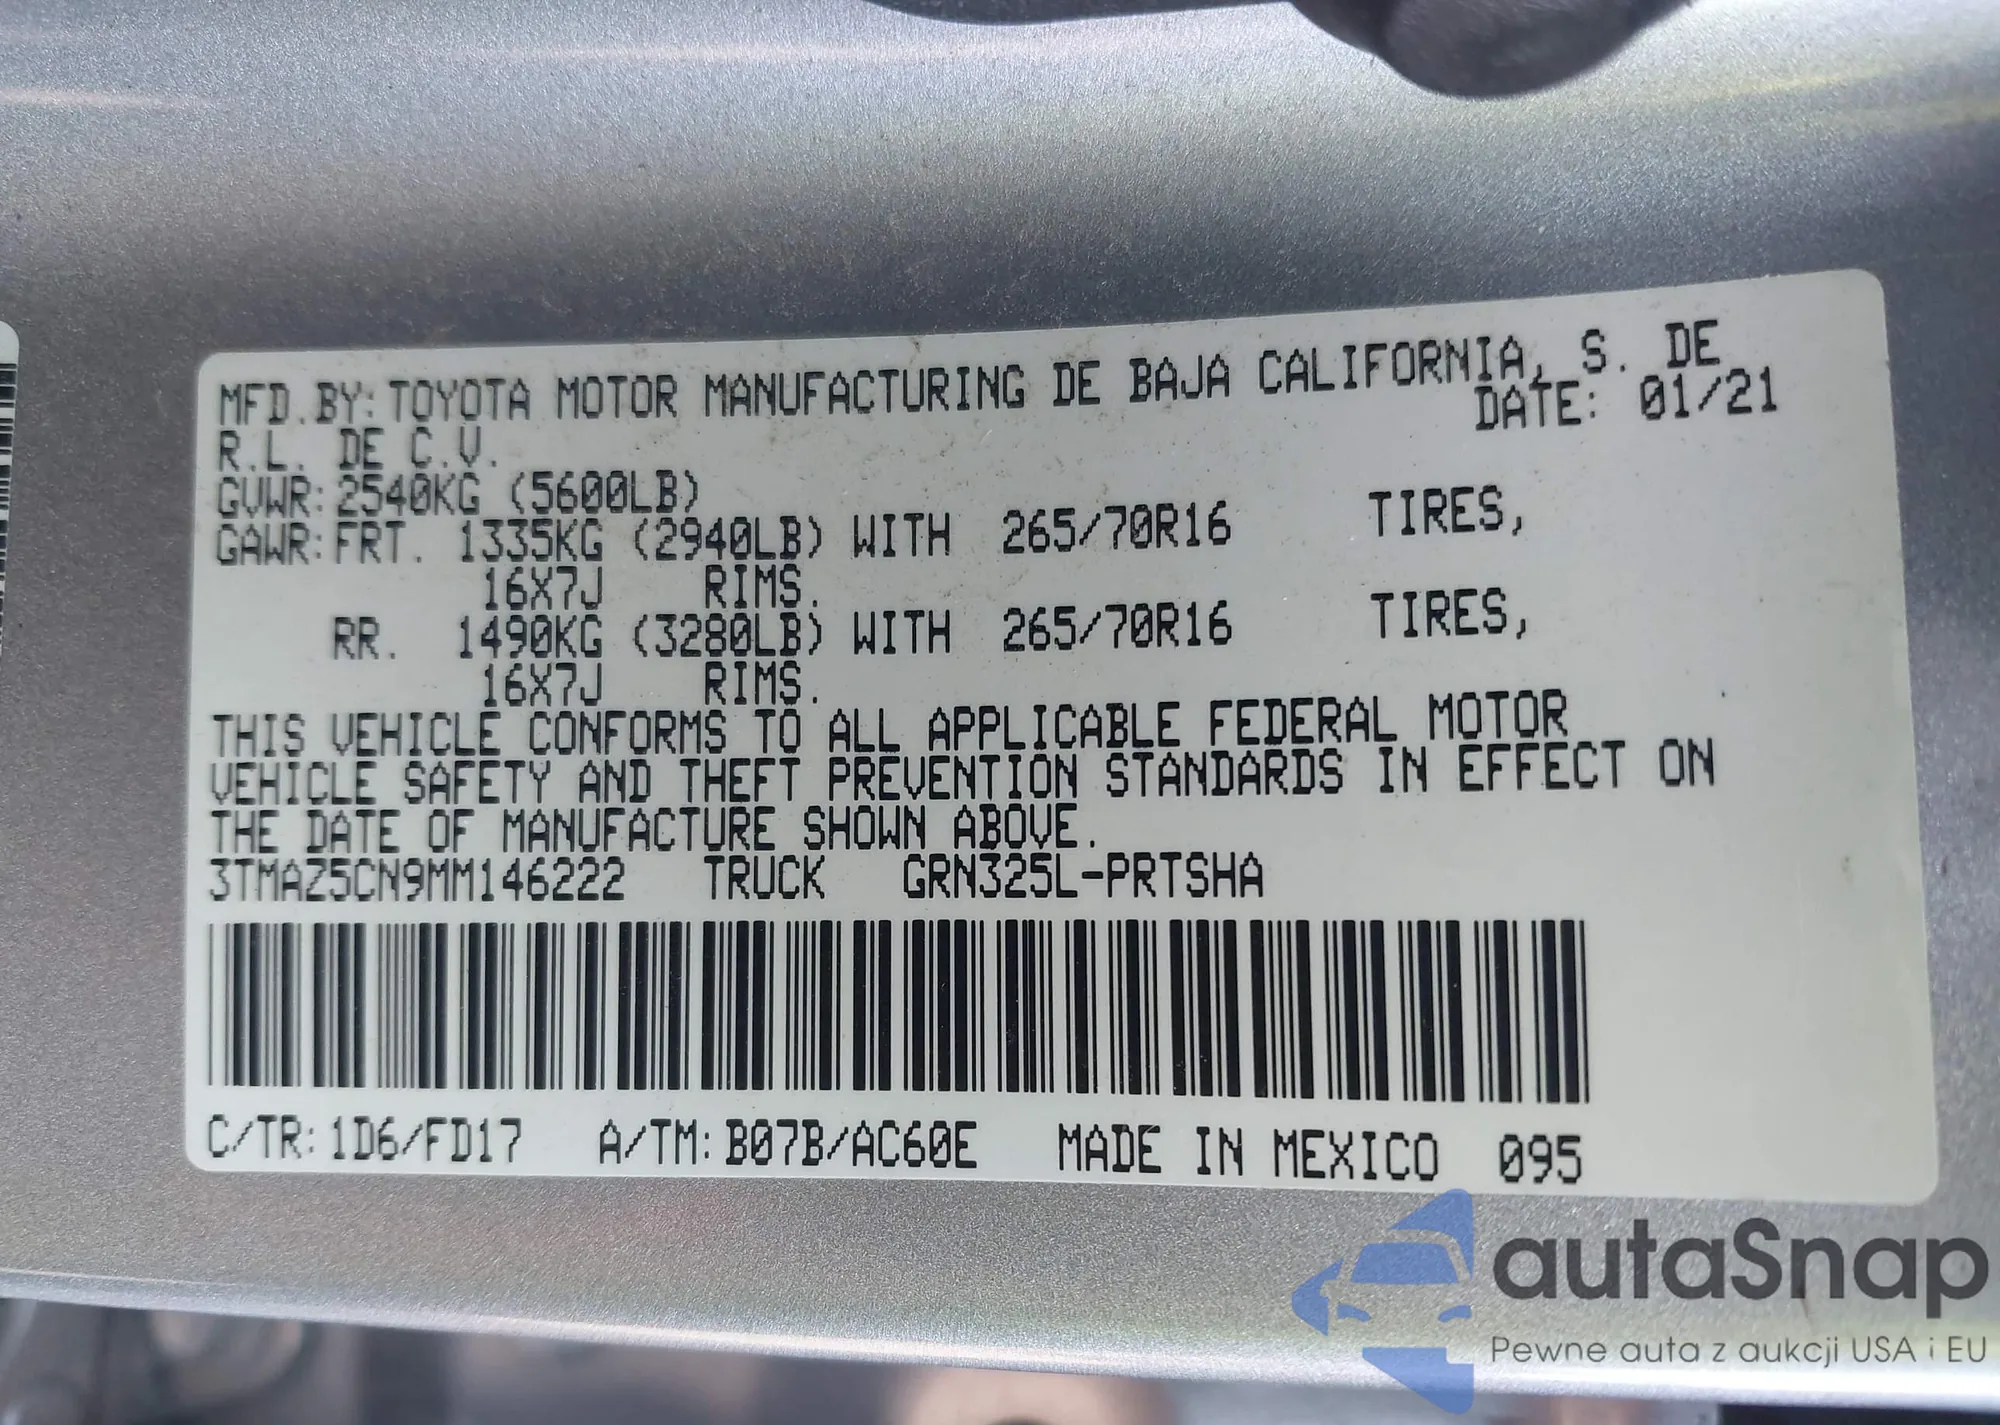 MFD.BY:TOYOTA MOTOR MANUFACTURING DE BAJA CALIFORNIA, S. DE
R.L. DE C.V. DATE: 01/21
GVWR:2540KG (5600LB)
GAWR:FRT. 1335KG (2940LB) WITH 265/70R16 TIRES,
16X7J RIMS.
RR. 1490KG (3280LB) WITH 265/70R16 TIRES,
16X7J RIMS.
THIS VEHICLE CONFORMS TO ALL APPLICABLE FEDERAL MOTOR
VEHICLE SAFETY AND THEFT PREVENTION STANDARDS IN EFFECT ON
THE DATE OF MANUFACTURE SHOWN ABOVE.
3TMAZ5CN9MM146222 TRUCK GRN325L-PRTSHA
C/TR:1D6/FD17 A/TM:B07B/AC60E MADE IN MEXICO 095
autaSnap
Pewne auta z aukcji USA i EU